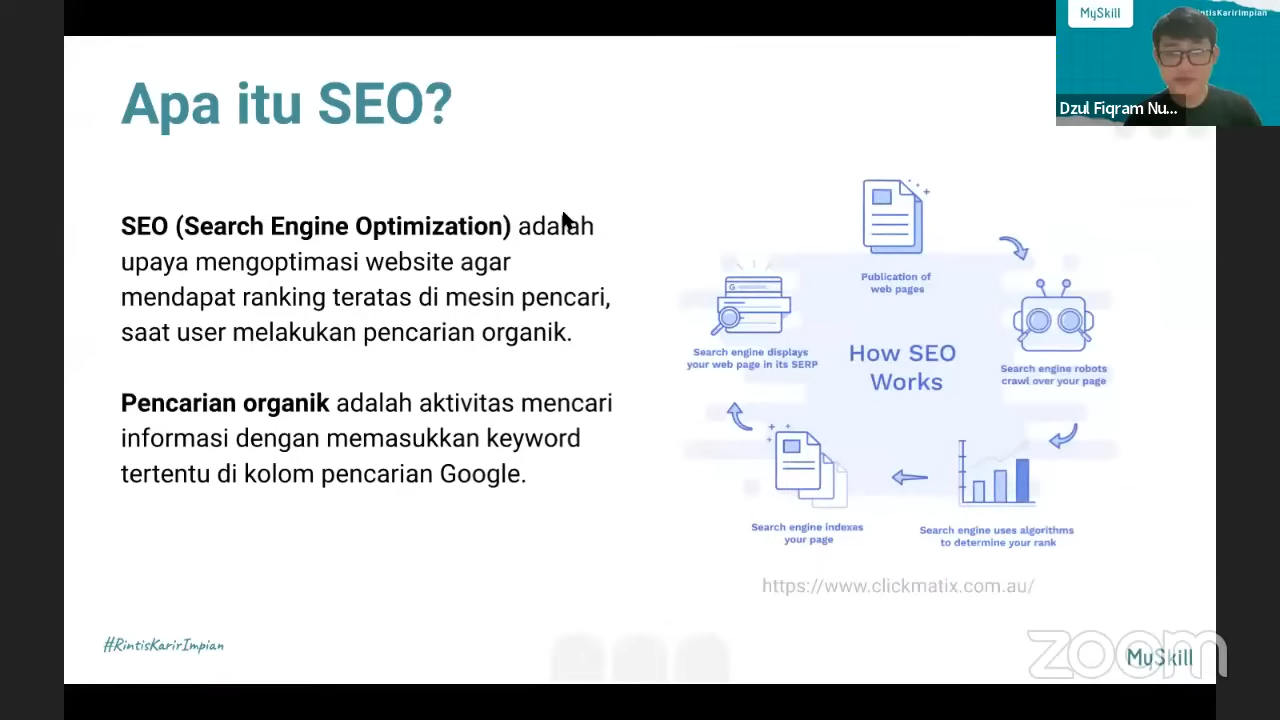 MySkill
Dzul Fiqram Nu...
Apa itu SEO?
SEO (Search Engine Optimization) adalah
upaya mengoptimasi website agar
mendapat ranking teratas di mesin pencari,
saat user melakukan pencarian organik.
Pencarian organik adalah aktivitas mencari
informasi dengan memasukkan keyword
tertentu di kolom pencarian Google.
Publication of
web pages
Search engine robots
crawl over your page
Search engine uses algorithms
to determine your rank
Search engine indexes
your page
G
Search engine displays
your web page in its SERP
How SEO
Works
https://www.clickmatix.com.au/
#RintisKarirImpian
zoom
MySkill